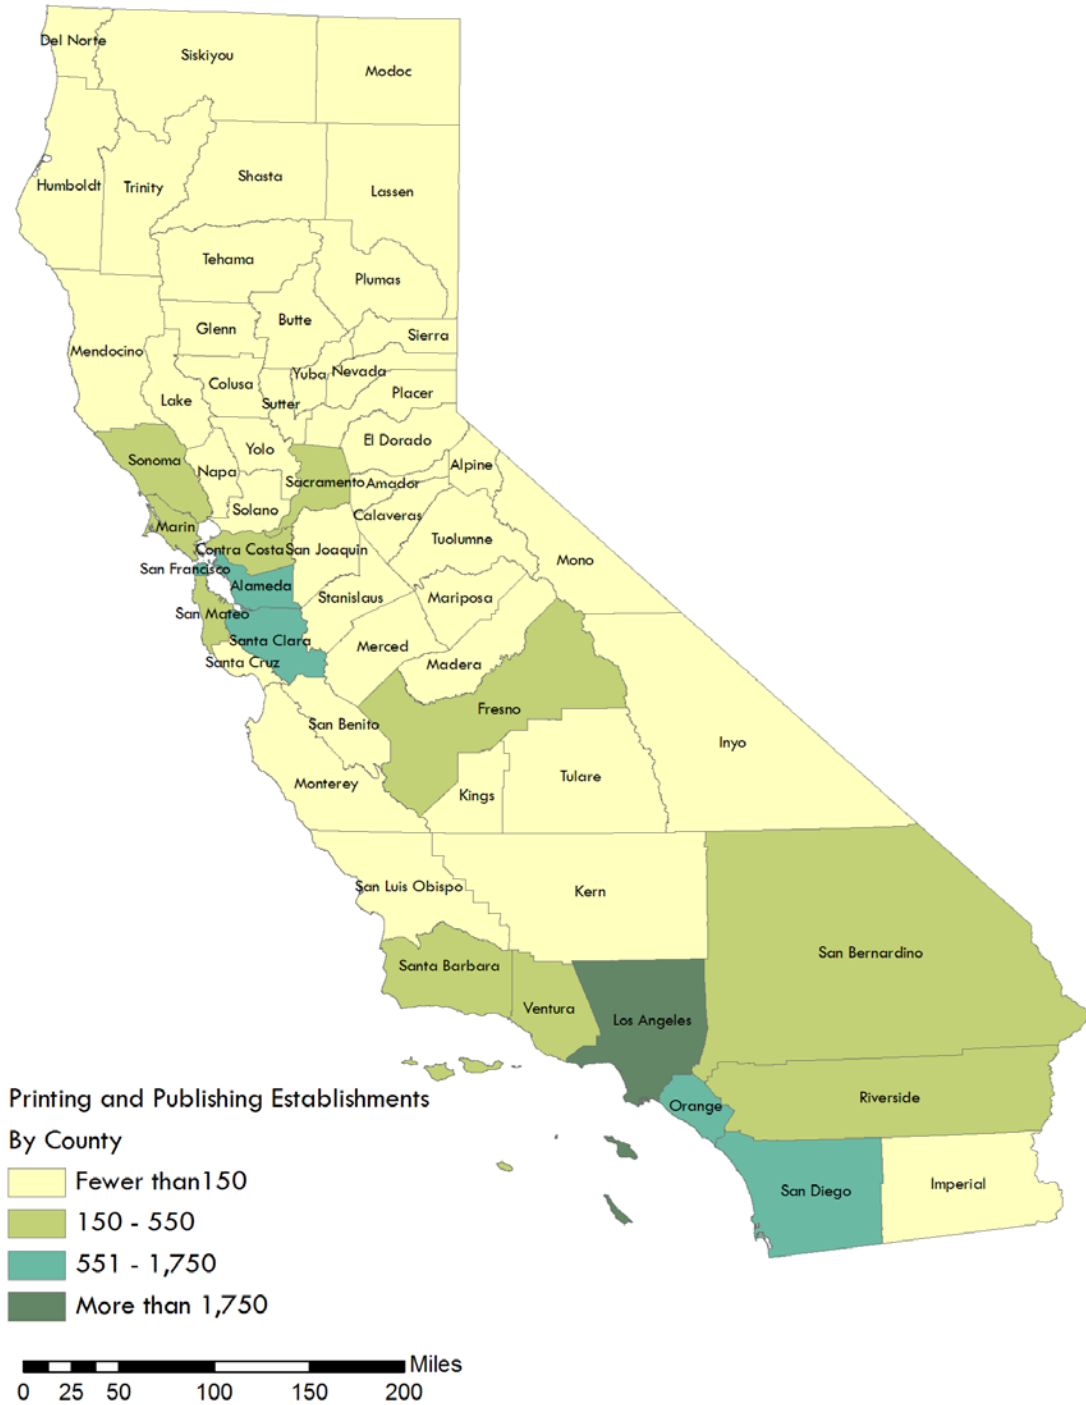 Del Norte
Siskiyou
Modoc
Humboldt
Trinity
Shasta
Lassen
Tehama
Plumas
Glenn
Butte
Sierra
Mendocino
Lake
Colusa
Sutter
Yuba
Nevada
Placer
Sonoma
Napa
Yolo
El Dorado
Alpine
Sacramento
Amador
Marin
Solano
Calaveras
Tuolumne
Mono
Contra Costa
San Joaquin
San Francisco
Alameda
Stanislaus
Mariposa
San Mateo
Santa Clara
Merced
Santa Cruz
Madera
San Benito
Fresno
Inyo
Monterey
Kings
Tulare
San Luis Obispo
Kern
Santa Barbara
San Bernardino
Ventura
Los Angeles
Orange
Riverside
San Diego
Imperial
Printing and Publishing Establishments
By County
Fewer than150
150 - 550
551 - 1,750
More than 1,750
Miles
0 25 50 100 150 200